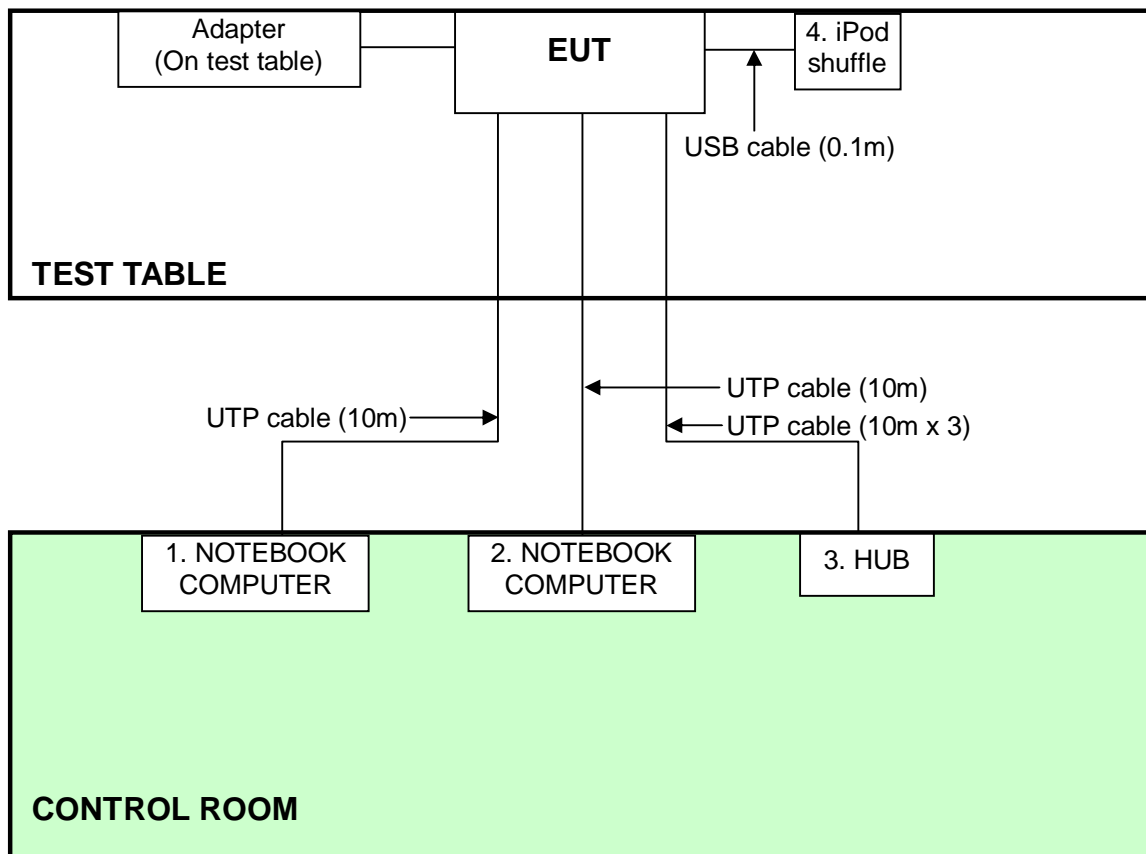 Adapter
(On test table)
EUT
4. iPod
shuffle
USB cable (0.1m)
TEST TABLE
UTP cable (10m)
UTP cable (10m)
UTP cable (10m x 3)
1. NOTEBOOK
COMPUTER
2. NOTEBOOK
COMPUTER
3. HUB
CONTROL ROOM